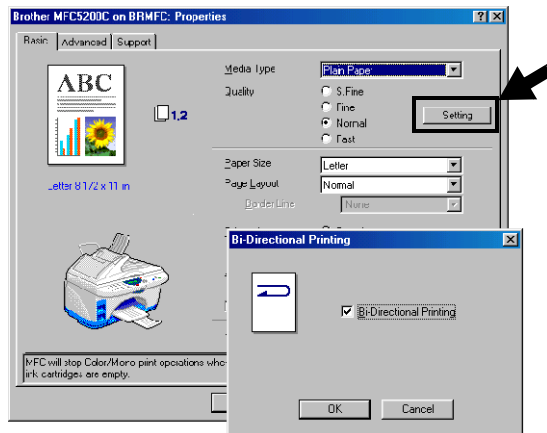 Brother MFC5200C on BRMFC: Properties
Basic
Advanced
Support
ABC
1,2
Letter 8 1/2 x 11 in
Media Type
Plain Paper
Quality
S.Fine
Fine
Normal
Fast
Setting
Paper Size
Letter
Page Layout
Normal
Border Line
None
MFC will stop Color/Mono print operations whe
ink cartridges are empty.
Bi-Directional Printing
Bi-Directional Printing
OK
Cancel